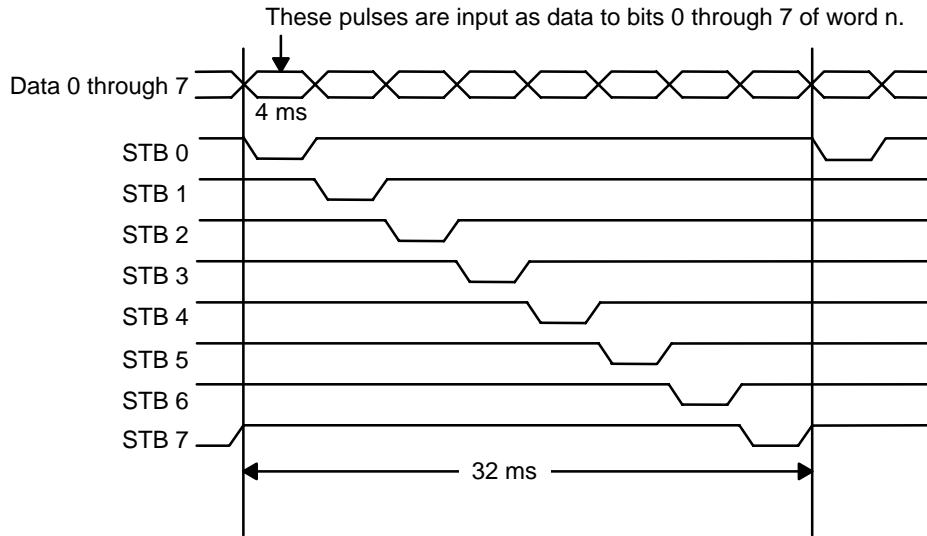 These pulses are input as data to bits 0 through 7 of word n.
Data 0 through 7
4 ms
STB 0
STB 1
STB 2
STB 3
STB 4
STB 5
STB 6
STB 7
32 ms